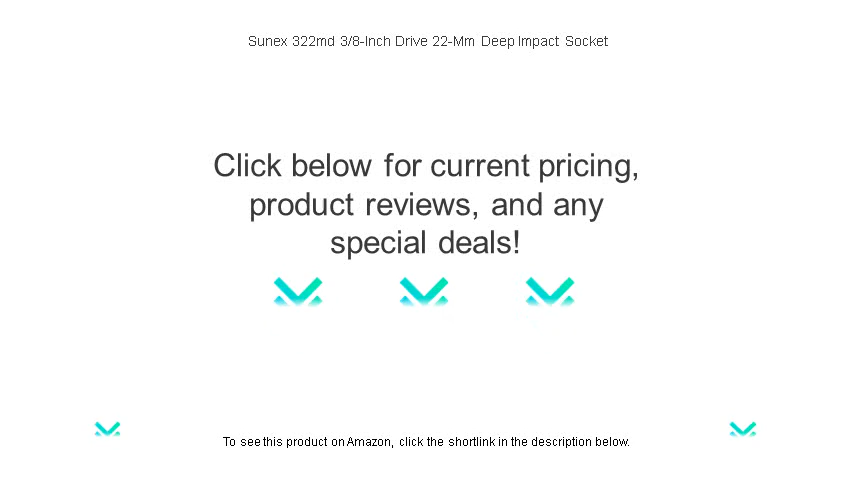 Sunex 322md 3/8-Inch Drive 22-Mm Deep Impact Socket
Click below for current pricing,
product reviews, and any
special deals!
To see this product on Amazon, click the shortlink in the description below.